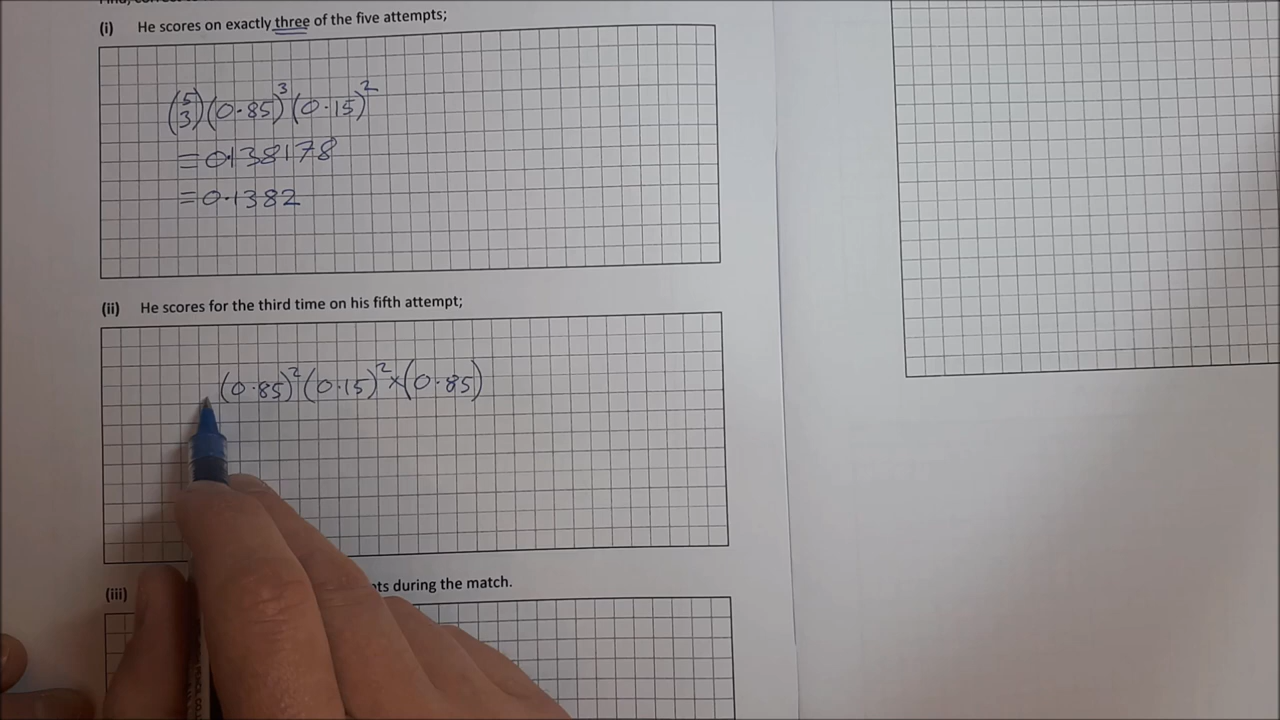 (i) He scores on exactly three of the five attempts;
(5 3)(0.85)^3(0.15)^2
=0.138178
=0.1382
(ii) He scores for the third time on his fifth attempt;
(0.85)^2(0.15)^2×(0.85)
(iii) during the match.